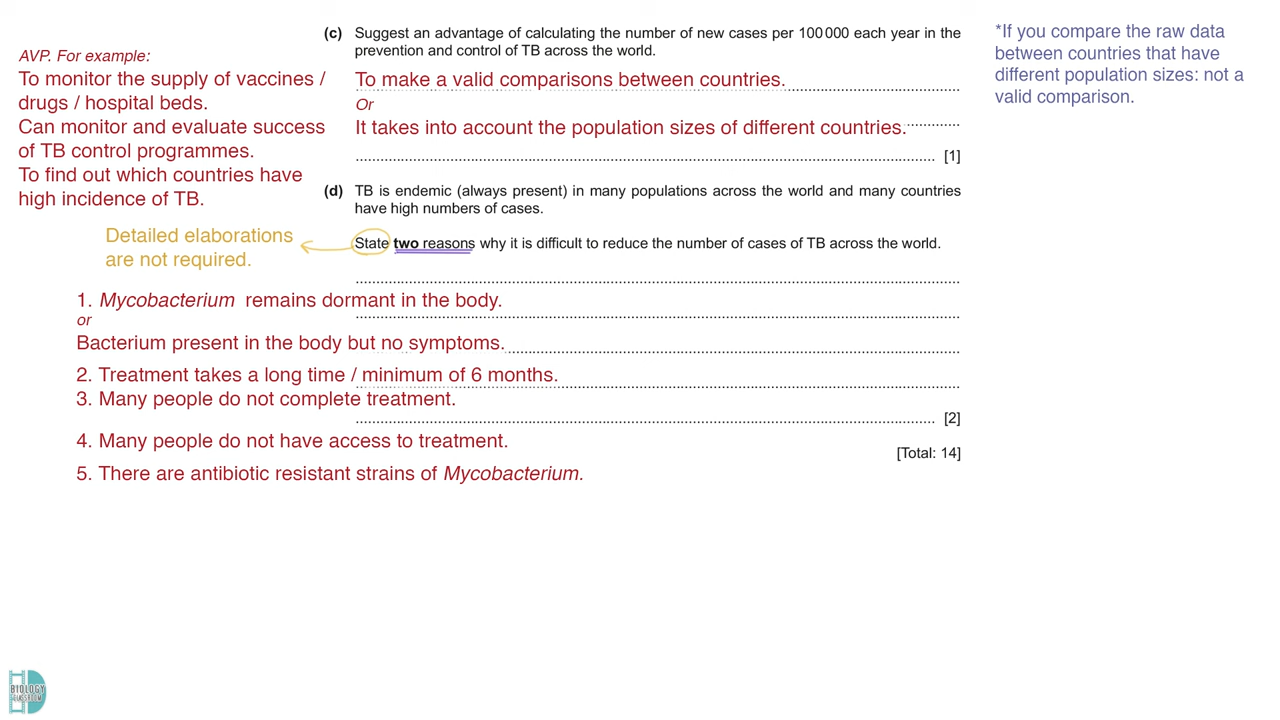 (c) Suggest an advantage of calculating the number of new cases per 100 000 each year in the
prevention and control of TB across the world.
AVP. For example:
To monitor the supply of vaccines /
drugs / hospital beds.
Can monitor and evaluate success
of TB control programmes.
To find out which countries have
high incidence of TB.
To make a valid comparisons between countries.
Or
It takes into account the population sizes of different countries.
[1]
*If you compare the raw data
between countries that have
different population sizes: not a
valid comparison.
(d) TB is endemic (always present) in many populations across the world and many countries
have high numbers of cases.
Detailed elaborations
are not required.
State two reasons why it is difficult to reduce the number of cases of TB across the world.
1. Mycobacterium remains dormant in the body.
or
Bacterium present in the body but no symptoms.
2. Treatment takes a long time / minimum of 6 months.
3. Many people do not complete treatment.
[2]
4. Many people do not have access to treatment.
[Total: 14]
5. There are antibiotic resistant strains of Mycobacterium.
BIOLOGY
CLASSROOM